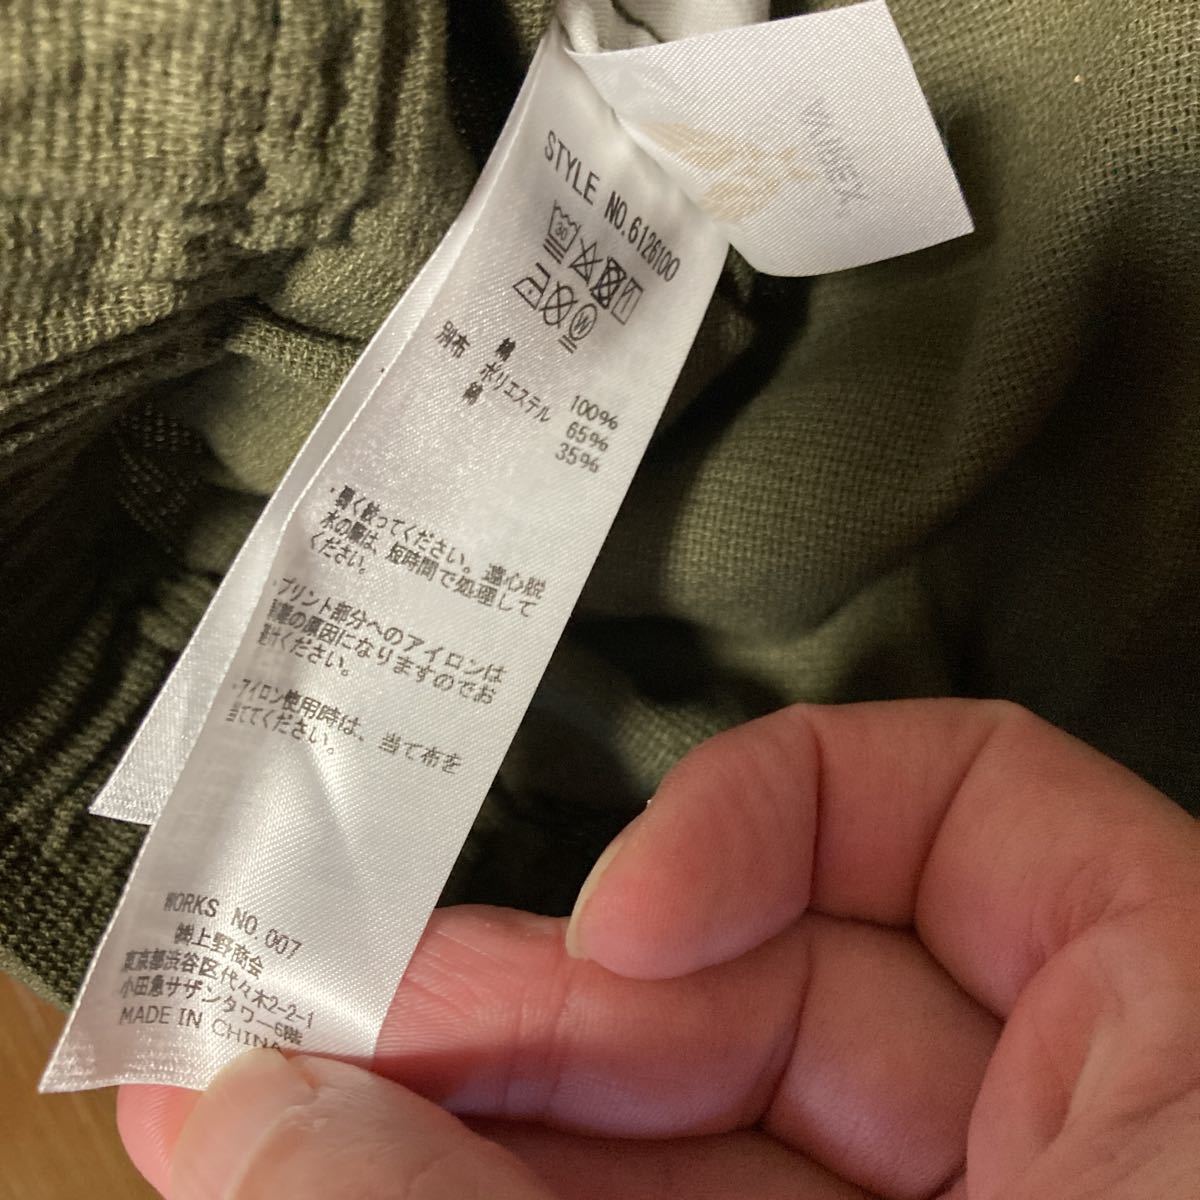 STYLE NO.6126100
30
W
綿 100%
別布 ポリエステル 65%
綿 35%
・軽く絞ってください。遠心脱
水の際は、短時間で処理して
ください。
・プリント部分へのアイロンは
剥離の原因になりますのでお
避けください。
・アイロン使用時は、当て布を
当ててください。
WORKS NO.007
㈱上野商会
東京都渋谷区代々木2-2-1
小田急サザンタワー6階
MADE IN CHINA